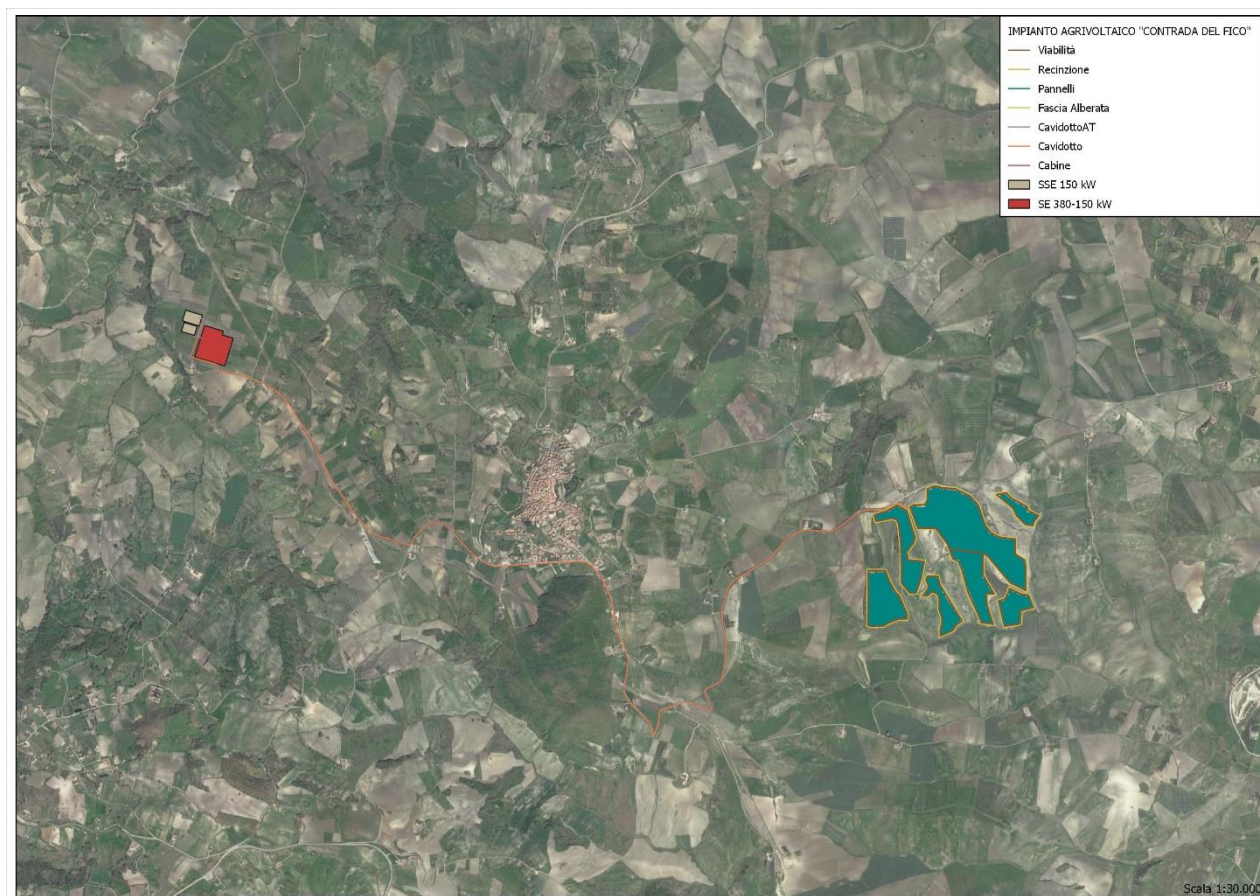 IMPIANTO AGRIVOLTAICO "CONTRADA DEL FICO"
Viabilità
Recinzione
Pannelli
Fascia Alberata
CavidottoAT
Cavidotto
Cabine
SSE 150 kW
SE 380-150 kW
Scala 1:30.000